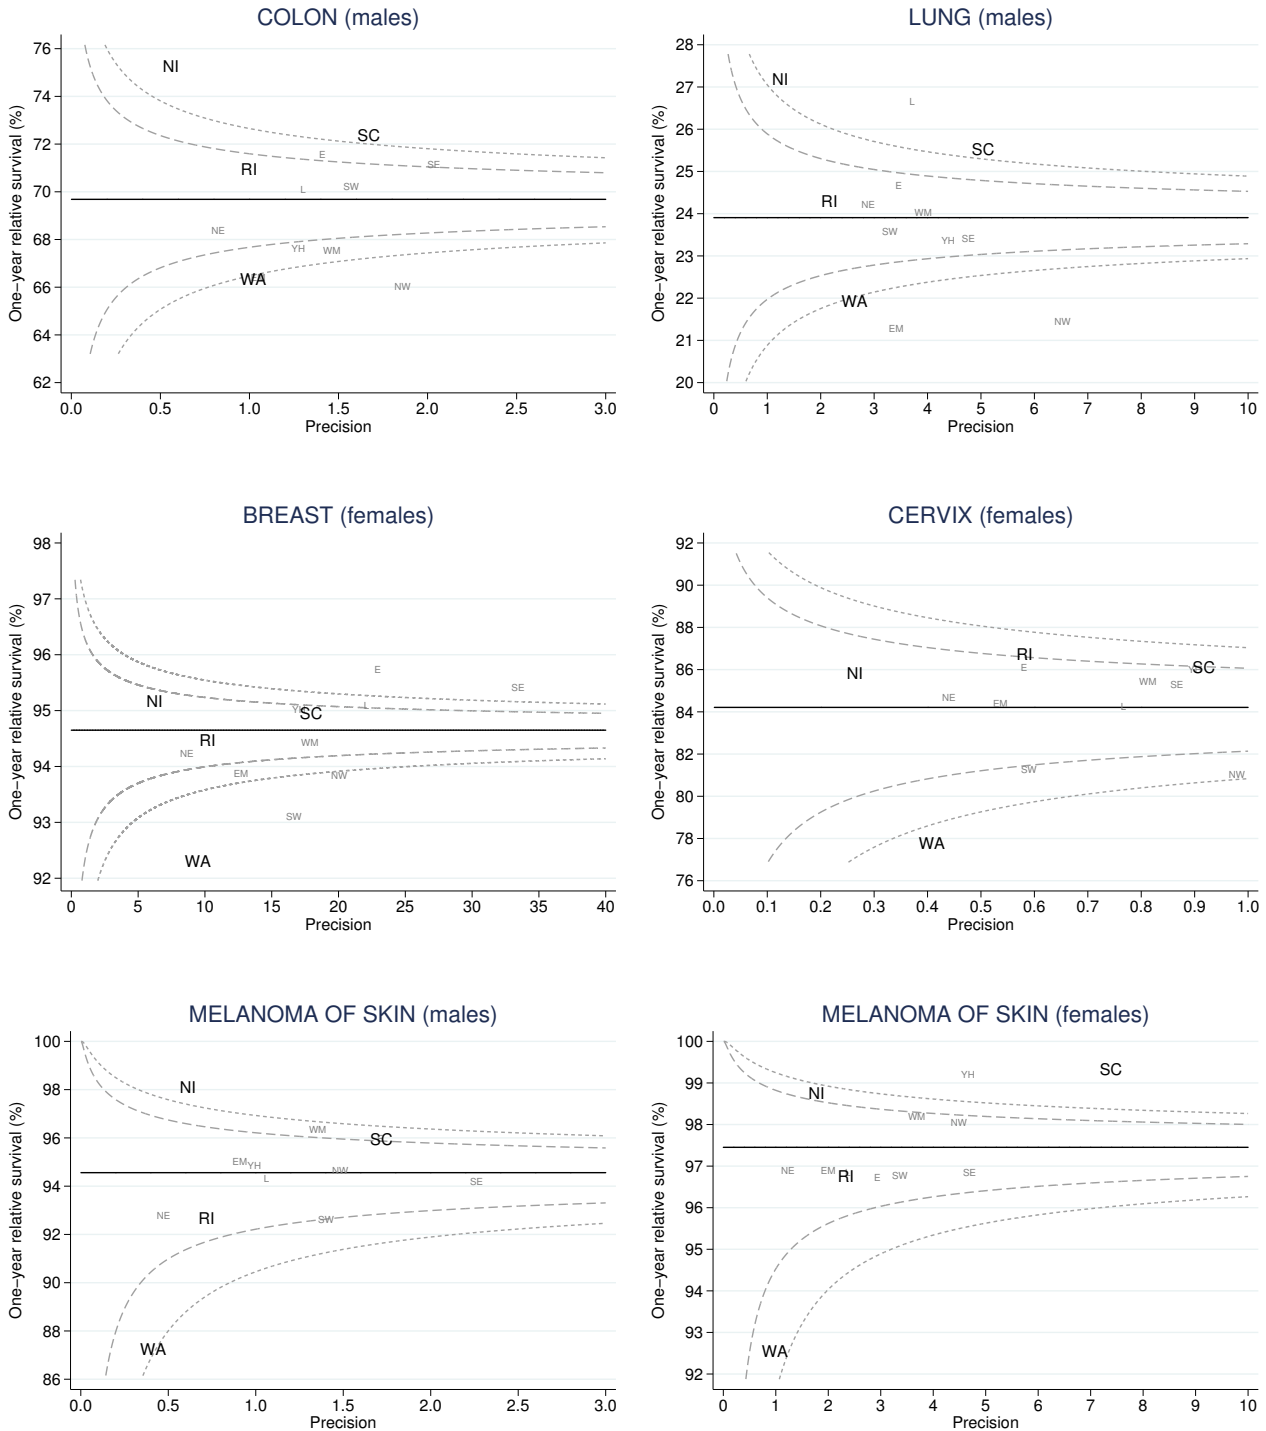 COLON (males)
One−year relative survival (%)
76
74
72
70
68
66
64
62
NI
SC
E
SE
RI
L
SW
NE
YH
WM
WA
NW
0.0 0.5 1.0 1.5 2.0 2.5 3.0
Precision
LUNG (males)
One−year relative survival (%)
28
27
26
25
24
23
22
21
20
NI
L
SC
E
RI
NE
WM
SW
YH
SE
WA
EM
NW
0 1 2 3 4 5 6 7 8 9 10
Precision
BREAST (females)
One−year relative survival (%)
98
97
96
95
94
93
92
E
SE
NI
YH
L
SC
RI
WM
NE
EM
NW
SW
WA
0 5 10 15 20 25 30 35 40
Precision
CERVIX (females)
One−year relative survival (%)
92
90
88
86
84
82
80
78
76
RI
E
SC
NI
WM
SE
NE
EM
L
SW
NW
WA
0.0 0.1 0.2 0.3 0.4 0.5 0.6 0.7 0.8 0.9 1.0
Precision
MELANOMA OF SKIN (males)
One−year relative survival (%)
100
98
96
94
92
90
88
86
NI
WM
SC
EM
YH
NW
L
SE
NE
RI
SW
WA
0.0 0.5 1.0 1.5 2.0 2.5 3.0
Precision
MELANOMA OF SKIN (females)
One−year relative survival (%)
100
99
98
97
96
95
94
93
92
SC
YH
NI
WM
NW
NE
EM
RI
E
SW
SE
WA
0 1 2 3 4 5 6 7 8 9 10
Precision